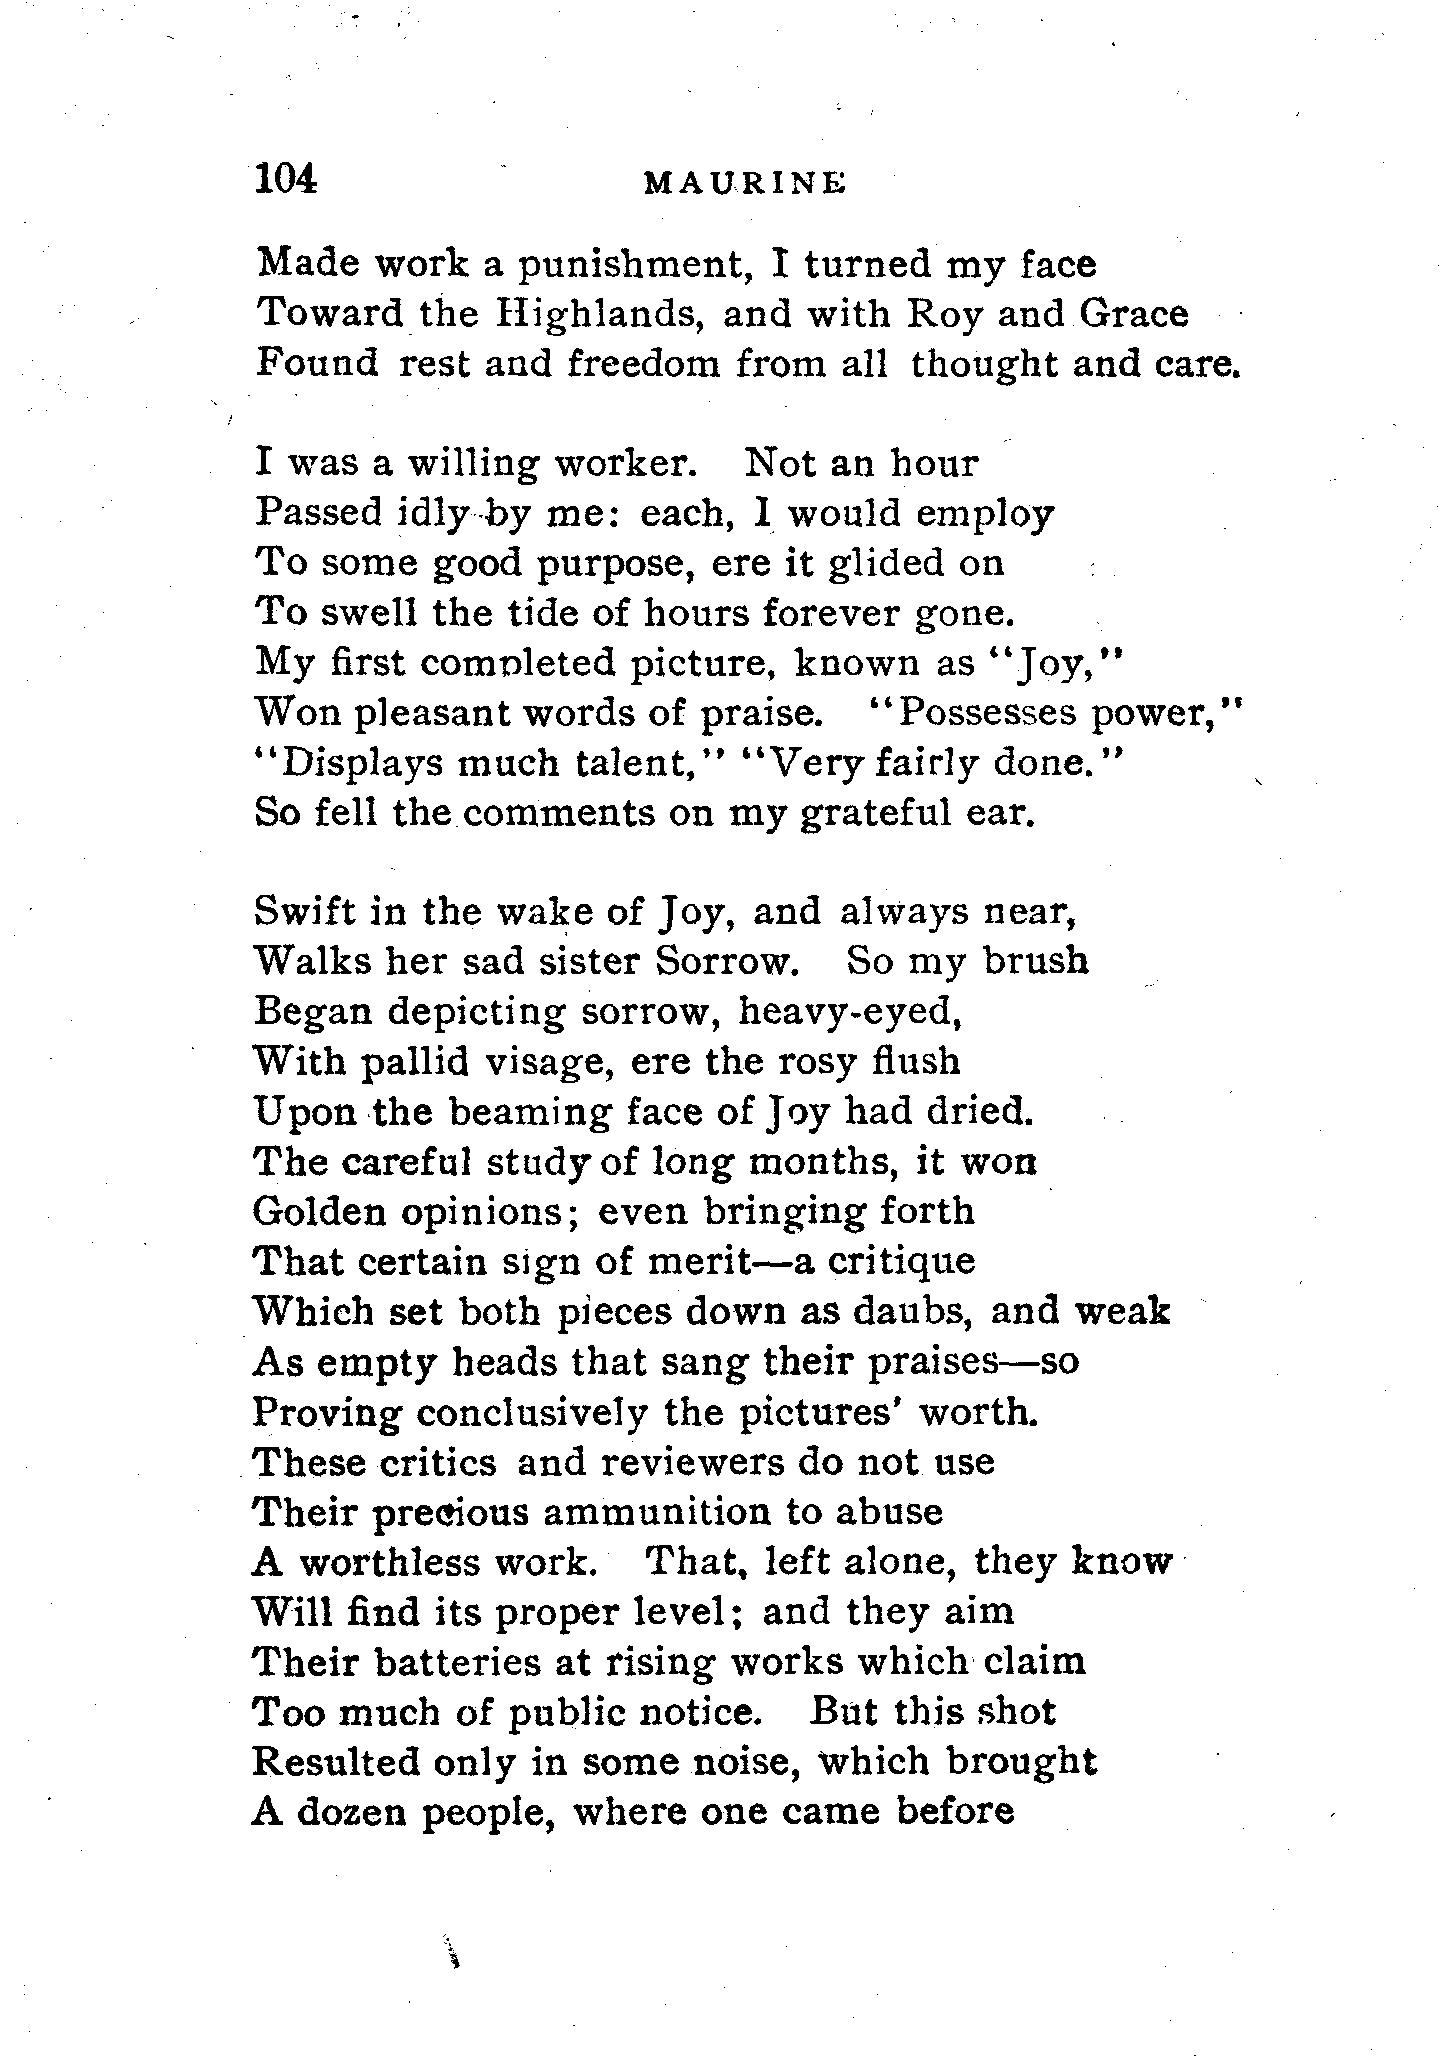 104 MAURINE
Made work a punishment, I turned my face
Toward the Highlands, and with Roy and Grace
Found rest and freedom from all thought and care.
I was a willing worker. Not an hour
Passed idly by me: each, I would employ
To some good purpose, ere it glided on
To swell the tide of hours forever gone.
My first completed picture, known as "Joy,"
Won pleasant words of praise. "Possesses power,"
"Displays much talent," "Very fairly done."
So fell the comments on my grateful ear.
Swift in the wake of Joy, and always near,
Walks her sad sister Sorrow. So my brush
Began depicting sorrow, heavy-eyed,
With pallid visage, ere the rosy flush
Upon the beaming face of Joy had dried.
The careful study of long months, it won
Golden opinions; even bringing forth
That certain sign of merit—a critique
Which set both pieces down as daubs, and weak
As empty heads that sang their praises—so
Proving conclusively the pictures' worth.
These critics and reviewers do not use
Their precious ammunition to abuse
A worthless work. That, left alone, they know
Will find its proper level; and they aim
Their batteries at rising works which claim
Too much of public notice. But this shot
Resulted only in some noise, which brought
A dozen people, where one came before